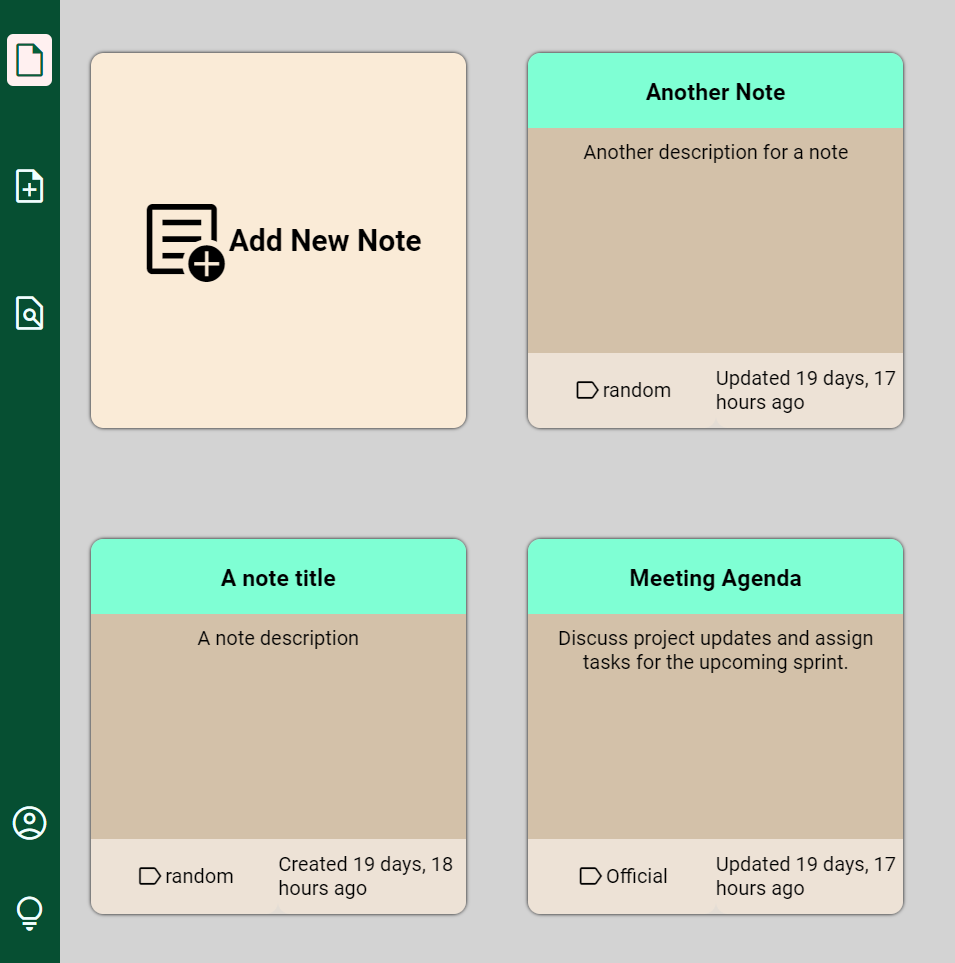 Add New Note
Another Note
Another description for a note
random
Updated 19 days, 17
hours ago
A note title
A note description
random
Created 19 days, 18
hours ago
Meeting Agenda
Discuss project updates and assign
tasks for the upcoming sprint.
Official
Updated 19 days, 17
hours ago